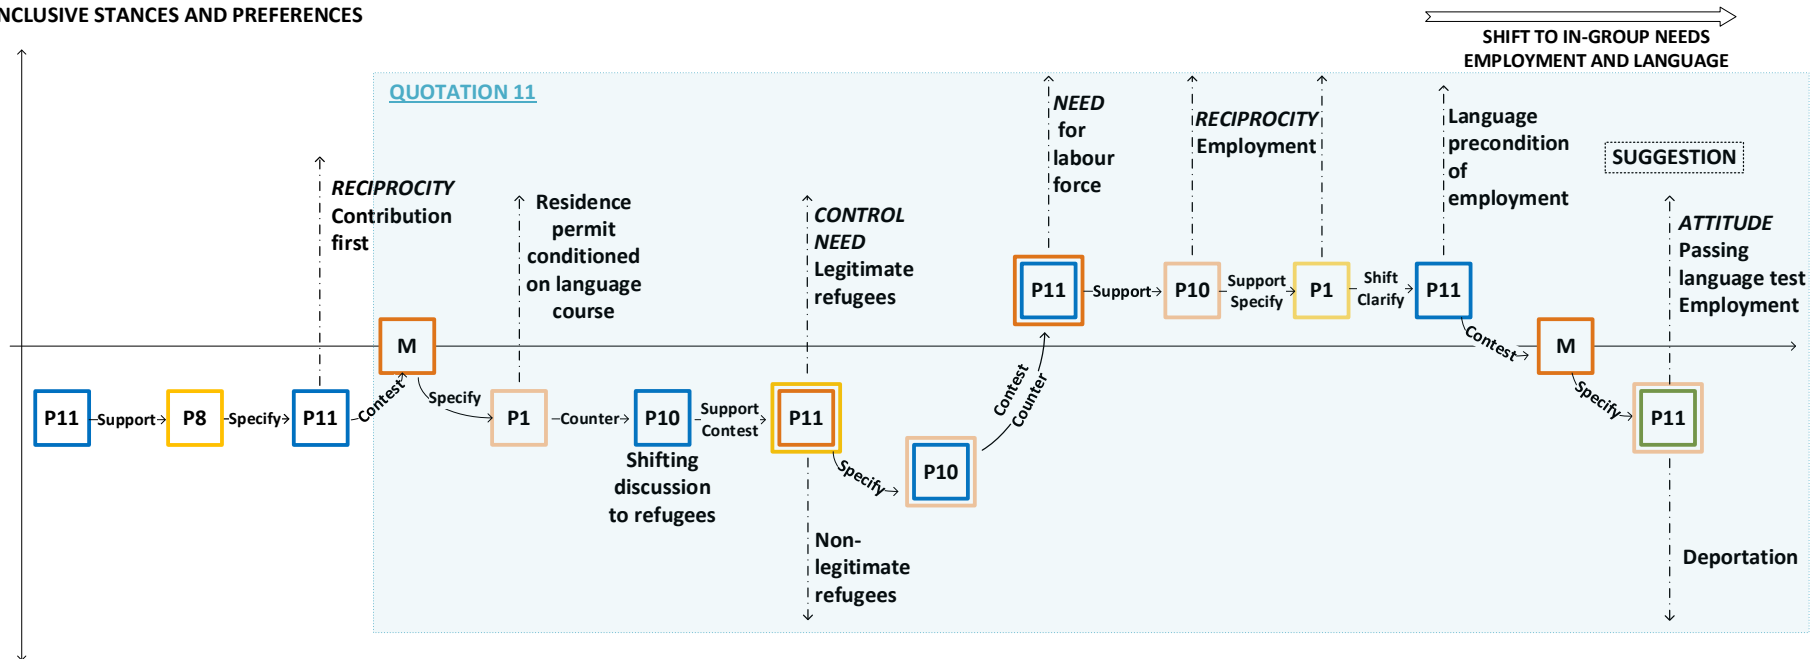 NCLUSIVE STANCES AND PREFERENCES
SHIFT TO IN-GROUP NEEDS
EMPLOYMENT AND LANGUAGE
QUOTATION 11
RECIPROCITY
Contribution
first
Residence
permit
conditioned
on language
course
CONTROL
NEED
Legitimate
refugees
NEED
for
labour
force
RECIPROCITY
Employment
Language
precondition
of
employment
SUGGESTION
ATTITUDE
Passing
language test
Employment
P11
Support
P8
Specify
P11
Contest
M
Specify
P1
Counter
P10
Support
Contest
P11
Specify
P10
Contest
Counter
P11
Support
P10
Support
Specify
P1
Shift
Clarify
P11
Contest
M
Specify
P11
Shifting
discussion
to refugees
Non-
legitimate
refugees
Deportation